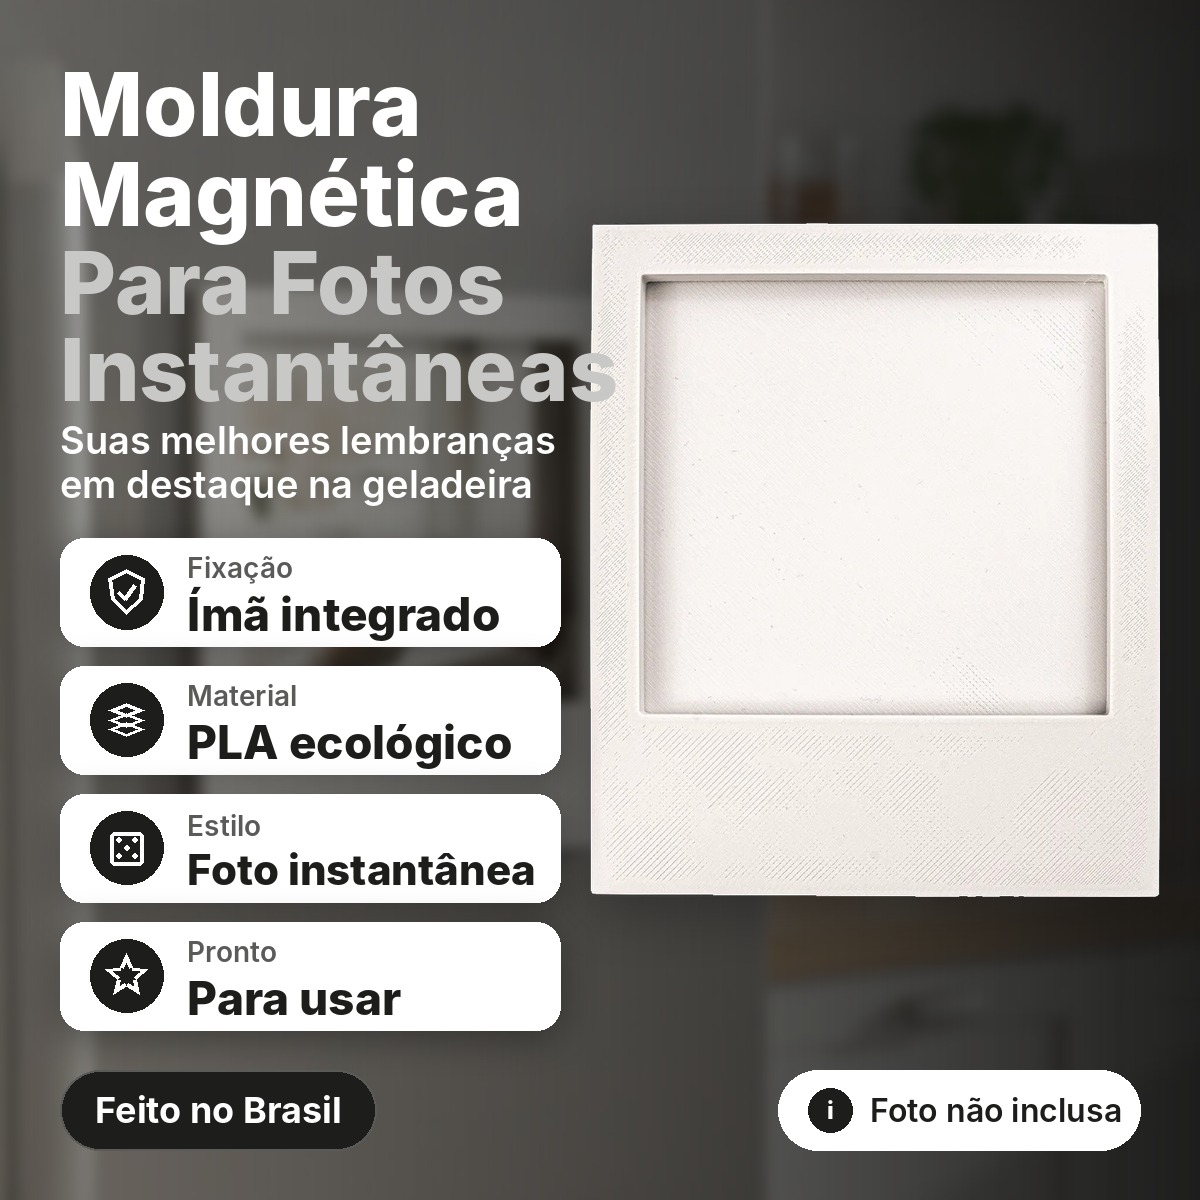 Moldura
Magnética
Para Fotos
Instantâneas
Suas melhores lembranças
em destaque na geladeira
Fixação
Ímã integrado
Material
PLA ecológico
Estilo
Foto instantânea
Pronto
Para usar
Feito no Brasil
i Foto não inclusa